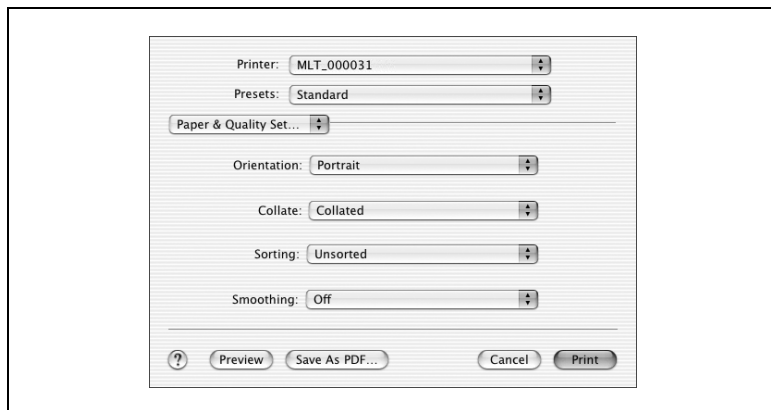 Printer: MLT_000031
Presets: Standard
Paper & Quality Set...
Orientation: Portrait
Collate: Collated
Sorting: Unsorted
Smoothing: Off
? Preview Save As PDF... Cancel Print